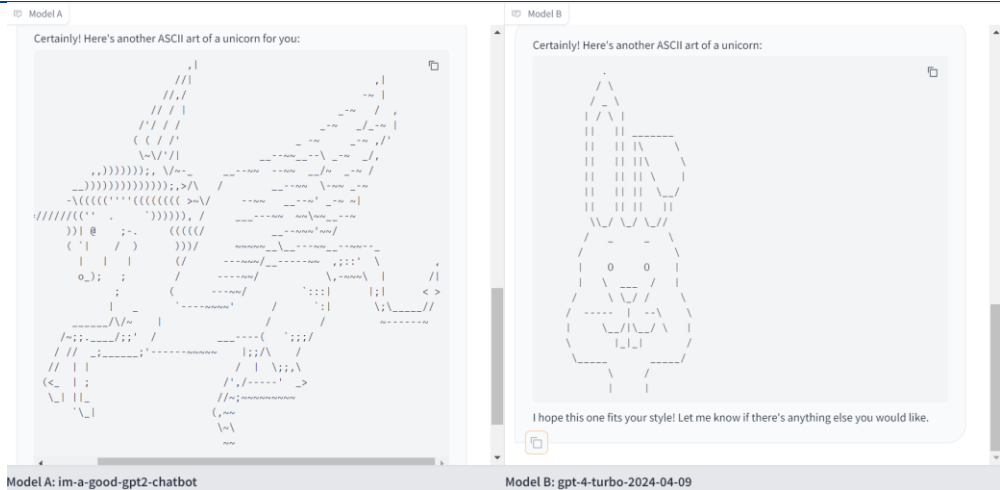 Model A
Certainly! Here's another ASCII art of a unicorn for you:
Model A: im-a-good-gpt2-chatbot
Model B
Certainly! Here's another ASCII art of a unicorn:
I hope this one fits your style! Let me know if there's anything else you would like.
Model B: gpt-4-turbo-2024-04-09